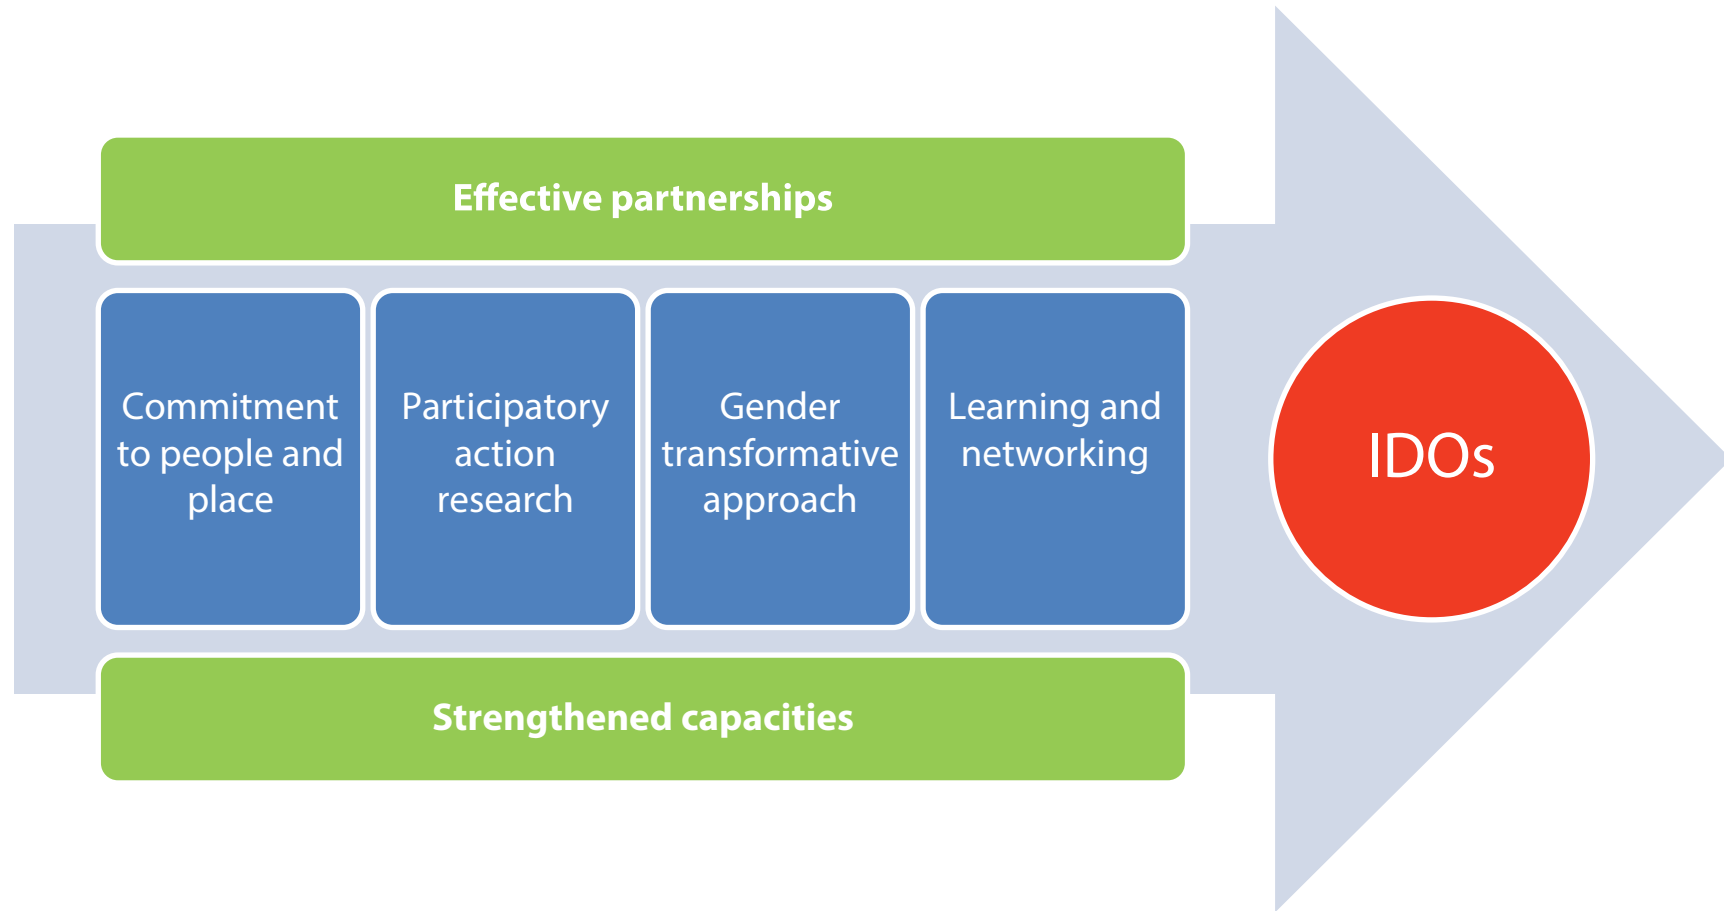 Effective partnerships
Commitment
to people and
place
Participatory
action
research
Gender
transformative
approach
Learning and
networking
IDOs
Strengthened capacities